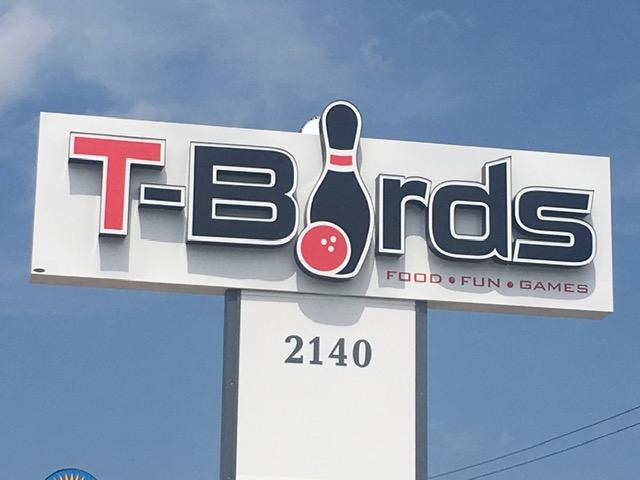 T-Birds
FOOD • FUN • GAMES
2140